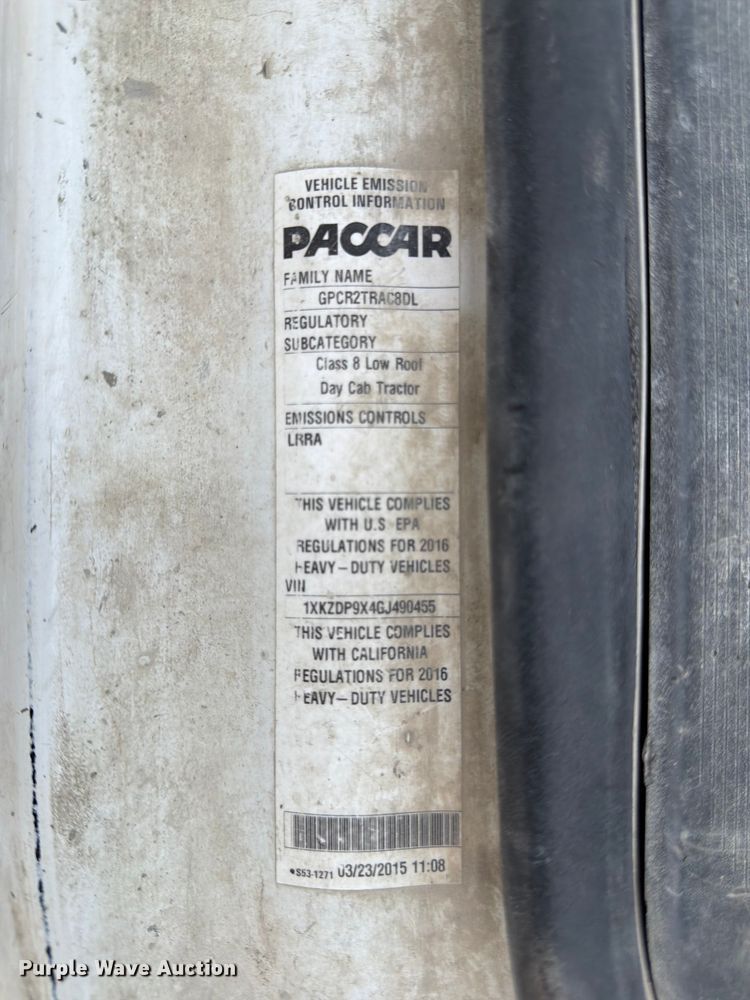 VEHICLE EMISSION
CONTROL INFORMATION
PACCAR
FAMILY NAME
GPCR2TRAC8DL
REGULATORY
SUBCATEGORY
Class 8 Low Roof
Day Cab Tractor
EMISSIONS CONTROLS
LRRA
THIS VEHICLE COMPLIES
WITH U.S EPA
REGULATIONS FOR 2016
HEAVY-DUTY VEHICLES
VIN
1XKZDP9X4GJ490455
THIS VEHICLE COMPLIES
WITH CALIFORNIA
REGULATIONS FOR 2016
HEAVY-DUTY VEHICLES
•S53-1271 03/23/2015 11:08
Purple Wave Auction